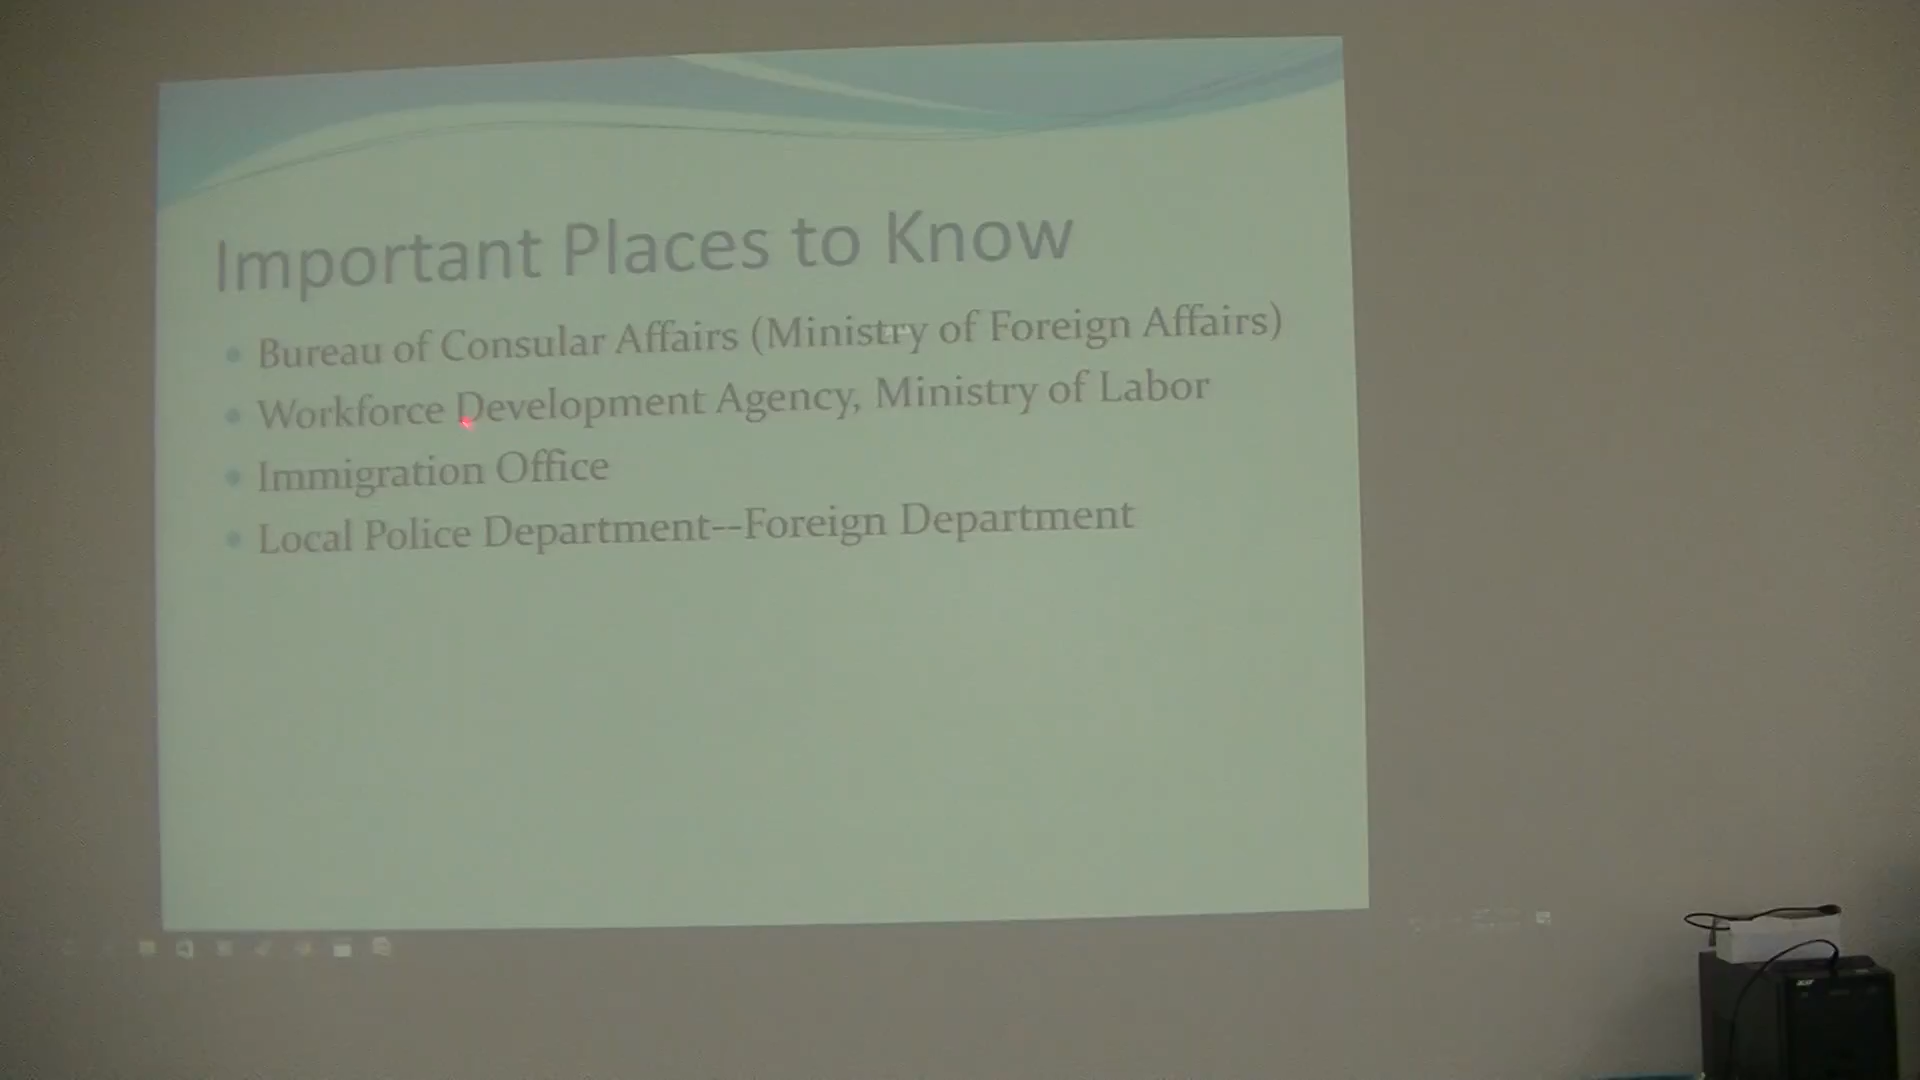 Important Places to Know
Bureau of Consular Affairs (Ministry of Foreign Affairs)
Workforce Development Agency, Ministry of Labor
Immigration Office
Local Police Department--Foreign Department
acer